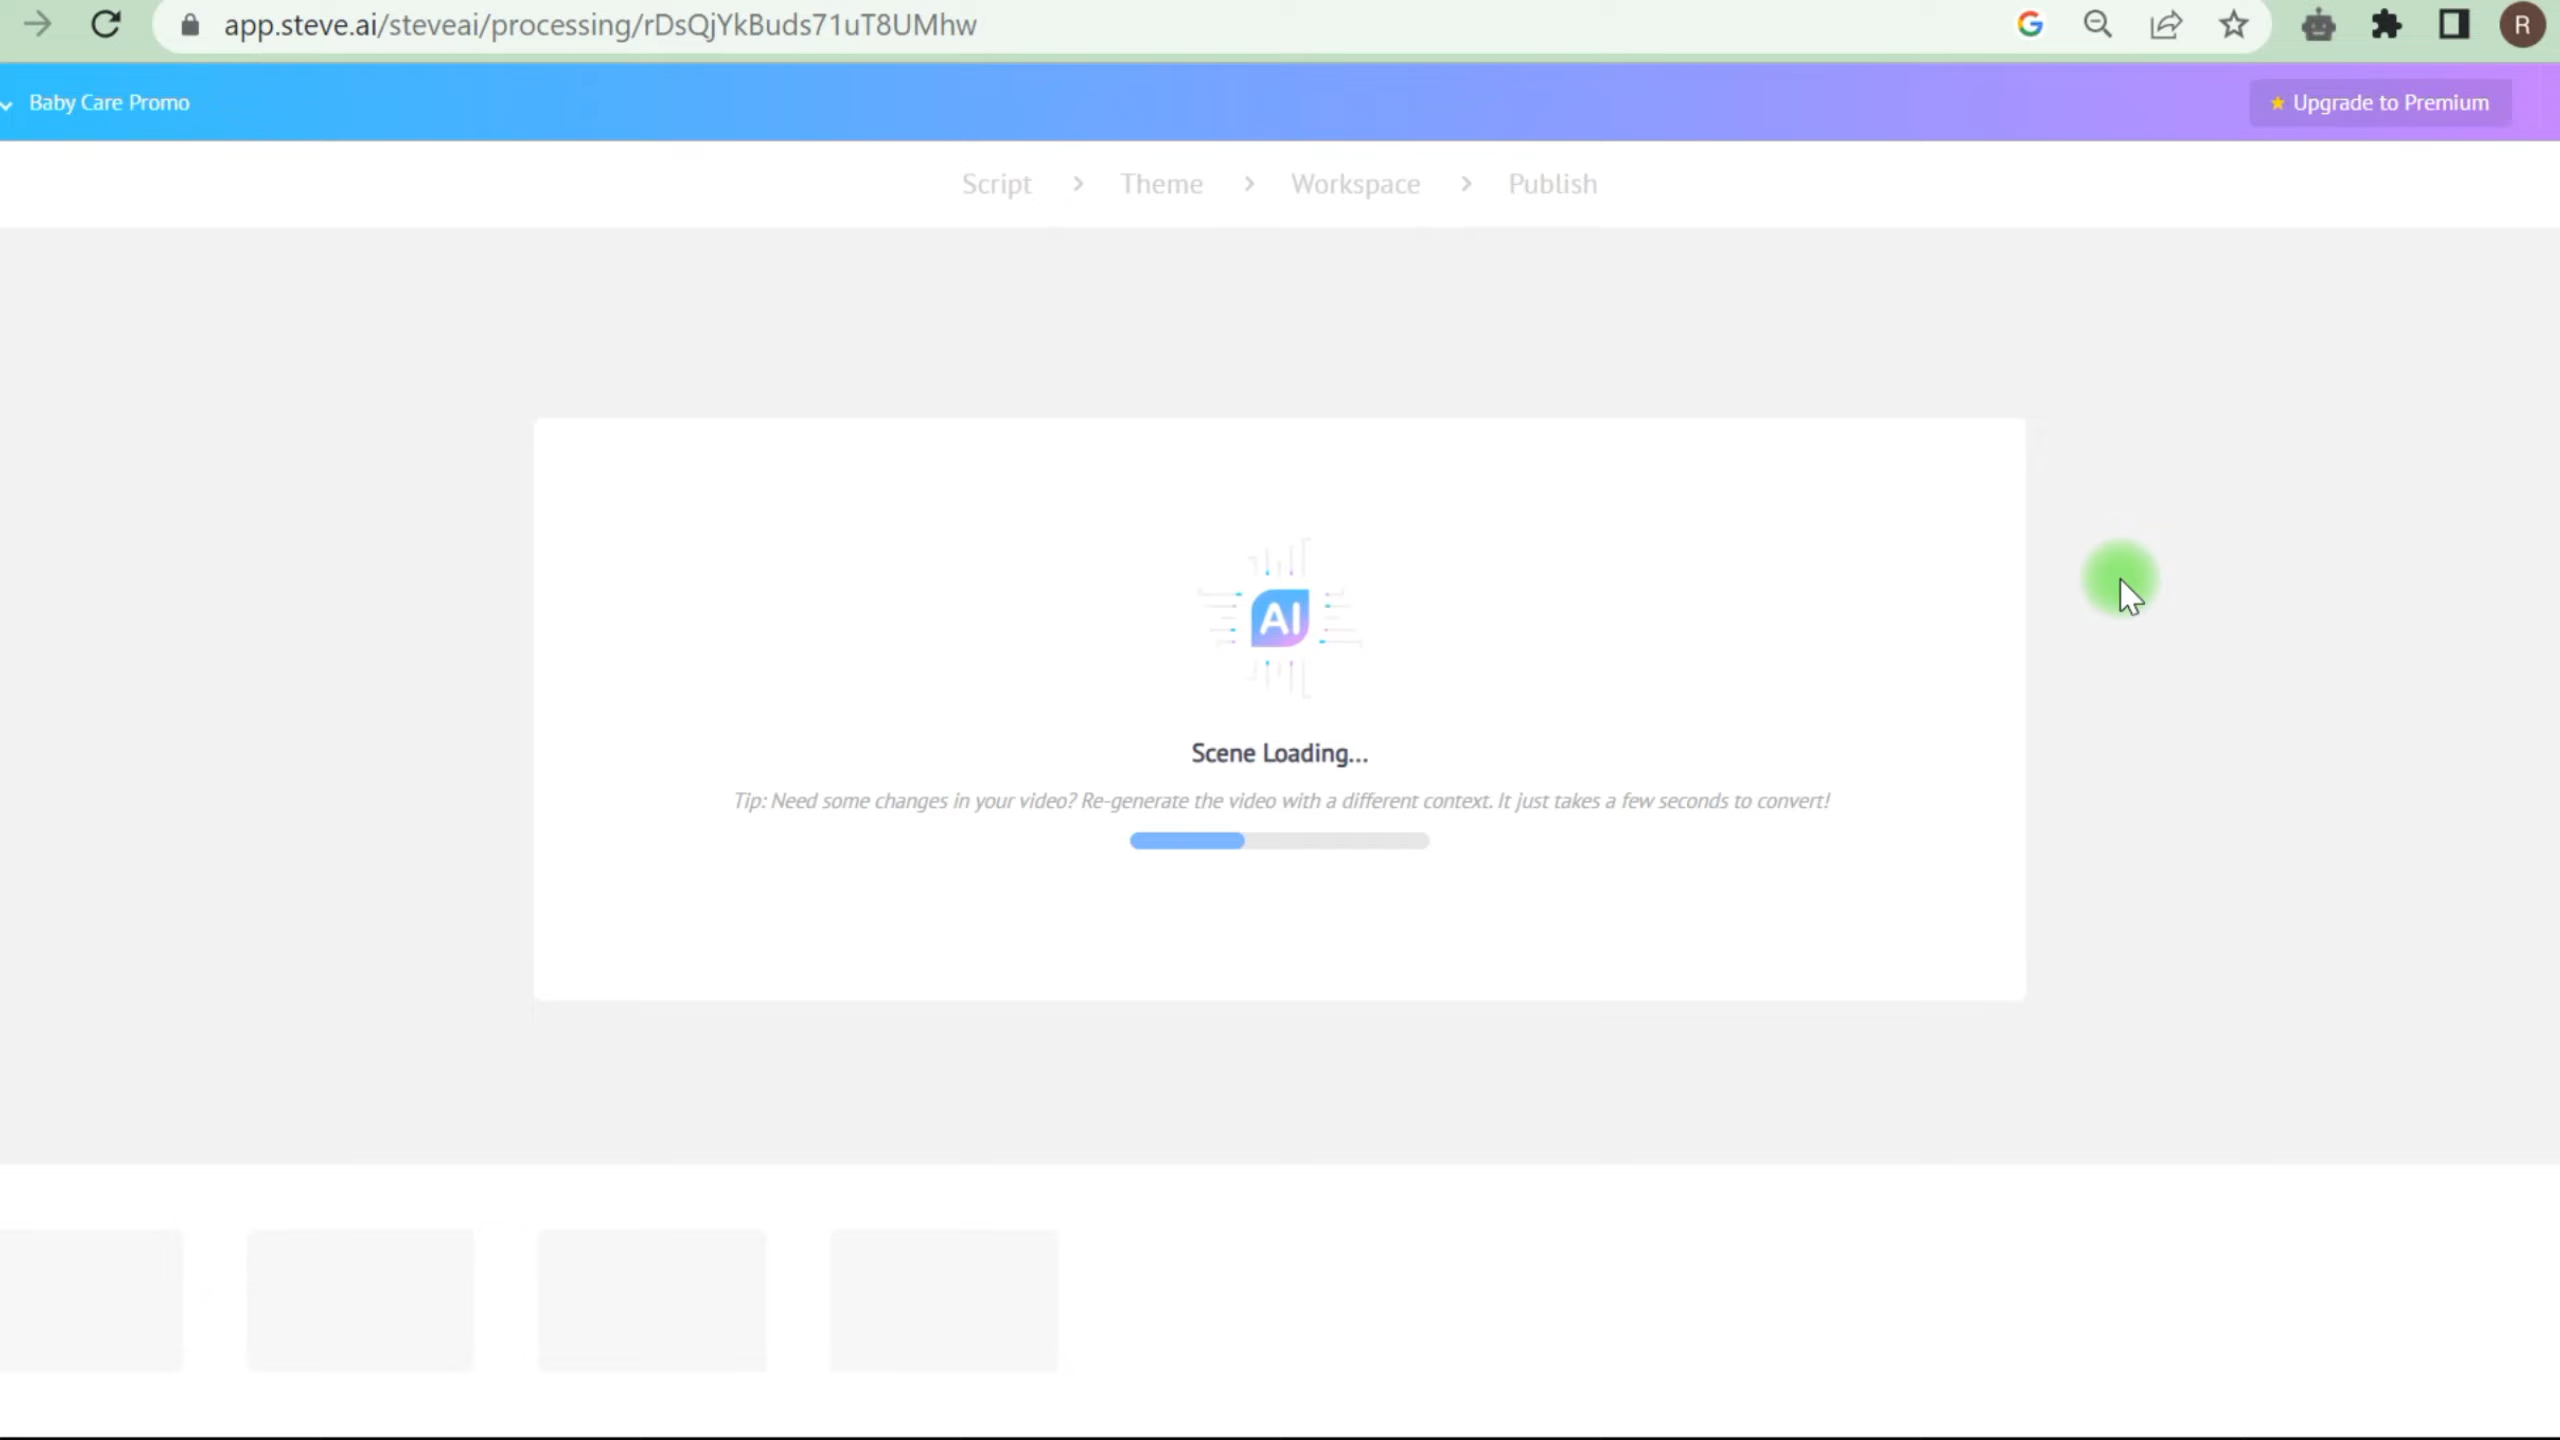 app.steve.ai/steveai/processing/rDsQjYkBuds71uT8UMhw
R
Baby Care Promo
Upgrade to Premium
Script > Theme > Workspace > Publish
AI
Scene Loading...
Tip: Need some changes in your video? Re-generate the video with a different context. It just takes a few seconds to convert!